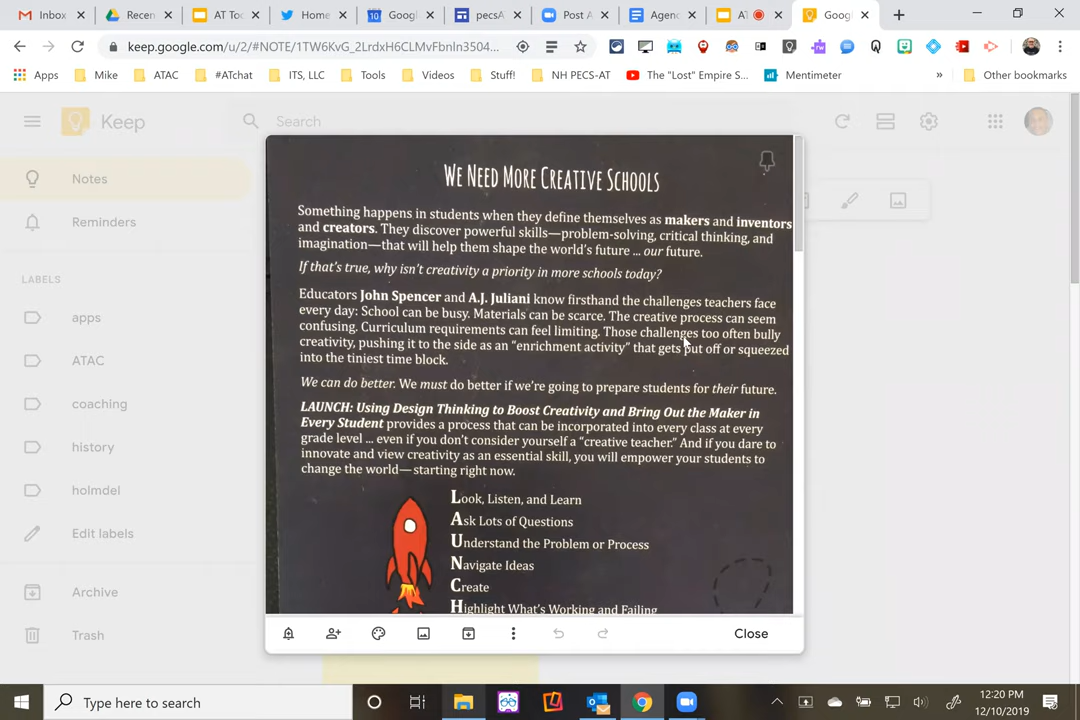 Inbox
Recen
AT Too
Home
Googl
pecsA
Post A
Agenc
AT
Googl
keep.google.com/u/2/#NOTE/1TW6KvG_2LrdxH6CLMvFbnIn3504...
Apps
Mike
ATAC
#ATchat
ITS, LLC
Tools
Videos
Stuff!
NH PECS-AT
The "Lost" Empire S...
Mentimeter
»
Other bookmarks
Keep
Search
Notes
Reminders
LABELS
apps
ATAC
coaching
history
holmdel
Edit labels
Archive
Trash
WE NEED MORE CREATIVE SCHOOLS
Something happens in students when they define themselves as makers and inventors
and creators. They discover powerful skills—problem-solving, critical thinking, and
imagination—that will help them shape the world's future ... our future.
If that's true, why isn't creativity a priority in more schools today?
Educators John Spencer and A.J. Juliani know firsthand the challenges teachers face
every day: School can be busy. Materials can be scarce. The creative process can seem
confusing. Curriculum requirements can feel limiting. Those challenges too often bully
creativity, pushing it to the side as an "enrichment activity" that gets put off or squeezed
into the tiniest time block.
We can do better. We must do better if we're going to prepare students for their future.
LAUNCH: Using Design Thinking to Boost Creativity and Bring Out the Maker in
Every Student provides a process that can be incorporated into every class at every
grade level ... even if you don't consider yourself a "creative teacher." And if you dare to
innovate and view creativity as an essential skill, you will empower your students to
change the world—starting right now.
Look, Listen, and Learn
Ask Lots of Questions
Understand the Problem or Process
Navigate Ideas
Create
Highlight What's Working and Failing
Close
Type here to search
12:20 PM
12/10/2019